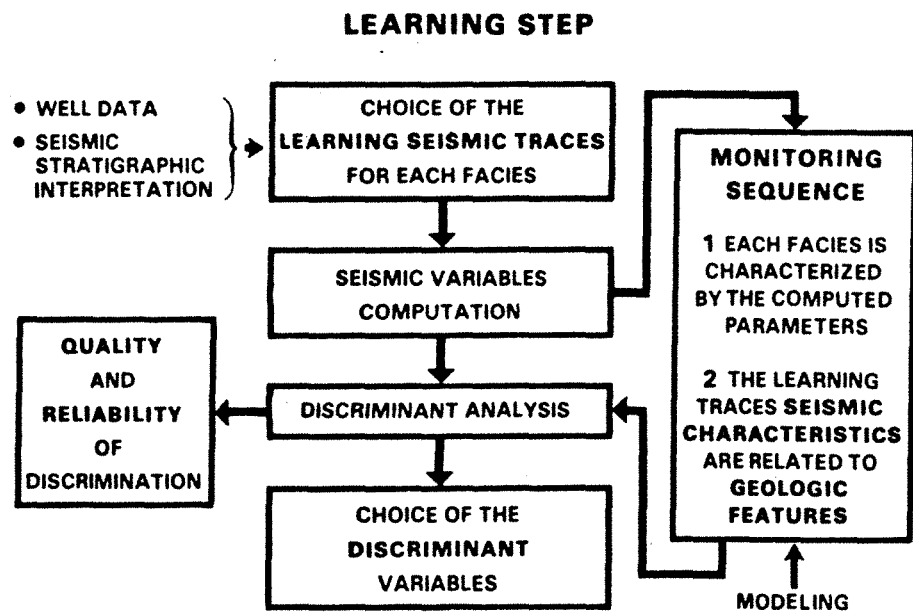 LEARNING STEP
• WELL DATA
• SEISMIC
STRATIGRAPHIC
INTERPRETATION
CHOICE OF THE
LEARNING SEISMIC TRACES
FOR EACH FACIES
SEISMIC VARIABLES
COMPUTATION
MONITORING
SEQUENCE
1 EACH FACIES IS
CHARACTERIZED
BY THE COMPUTED
PARAMETERS
2 THE LEARNING
TRACES SEISMIC
CHARACTERISTICS
ARE RELATED TO
GEOLOGIC
FEATURES
QUALITY
AND
RELIABILITY
OF
DISCRIMINATION
DISCRIMINANT ANALYSIS
CHOICE OF THE
DISCRIMINANT
VARIABLES
MODELING